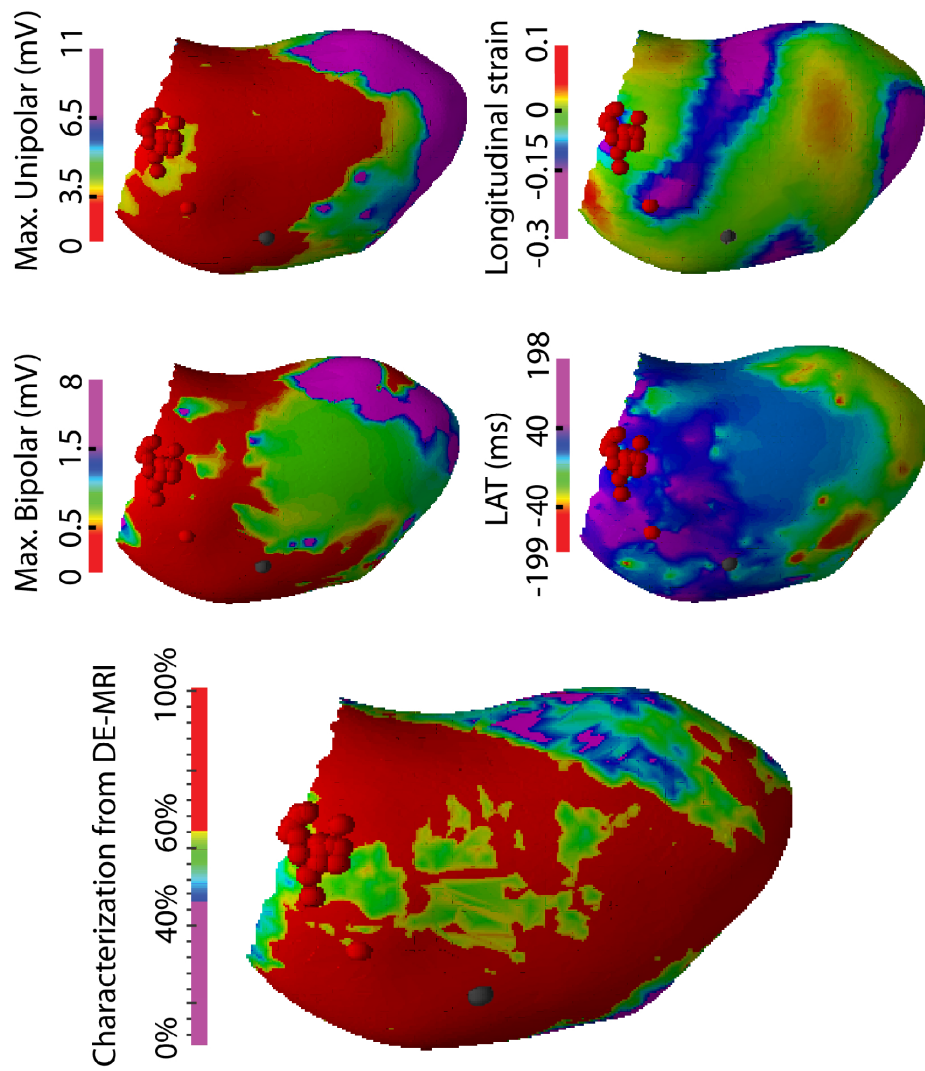 Max. Unipolar (mV)
0 3.5 6.5 11
Longitudinal strain
-0.3 -0.15 0 0.1
Max. Bipolar (mV)
0 0.5 1.5 8
LAT (ms)
-199 -40 40 198
Characterization from DE-MRI
0% 40% 60% 100%